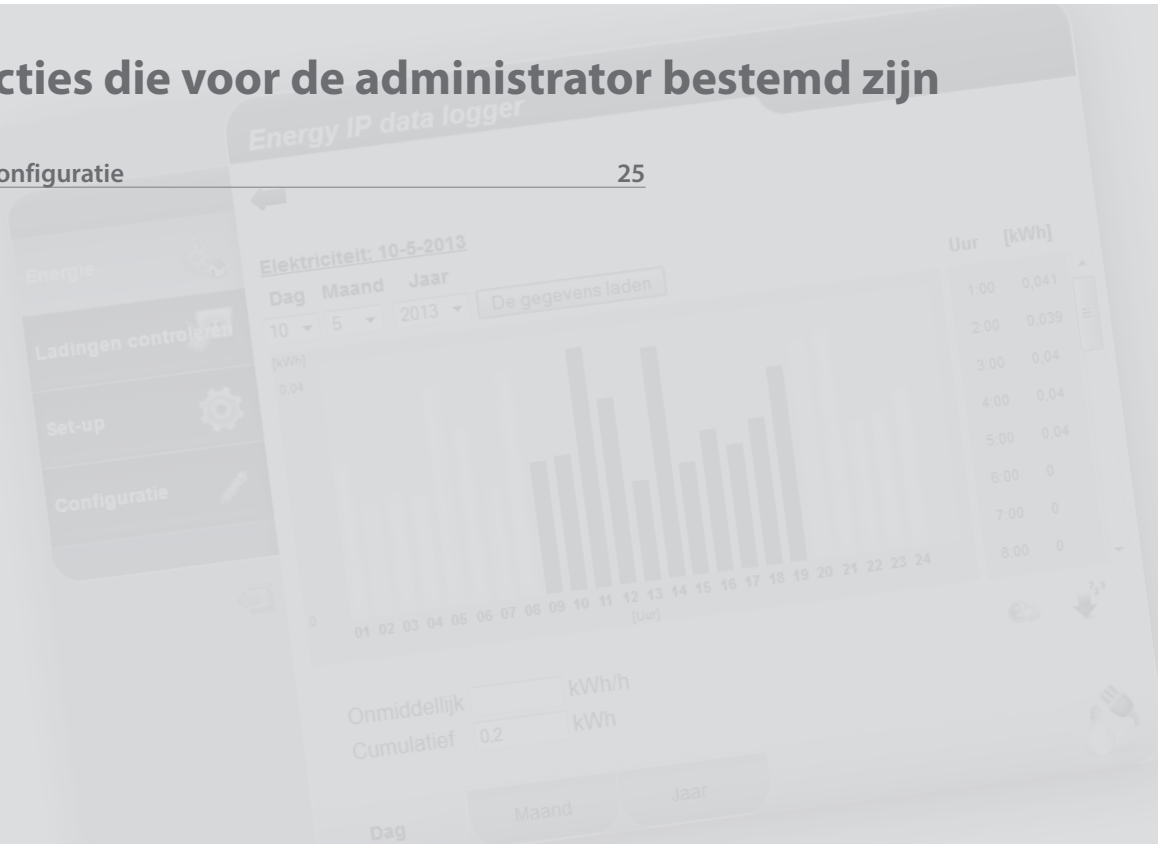 cties die voor de administrator bestemd zijn
onfiguratie 25
Energy IP data logger
Energie
Ladingen controleren
Set-up
Configuratie
Elektriciteit: 10-5-2013
Dag Maand Jaar
10 5 2013 De gegevens laden
[kWh]
0,04
0
01 02 03 04 05 06 07 08 09 10 11 12 13 14 15 16 17 18 19 20 21 22 23 24
[Uur]
Uur [kWh]
1:00 0,041
2:00 0,039
3:00 0,04
4:00 0,04
5:00 0,04
6:00 0
7:00 0
8:00 0
Onmiddellijk kWh/h
Cumulatief 0,2 kWh
Dag Maand Jaar